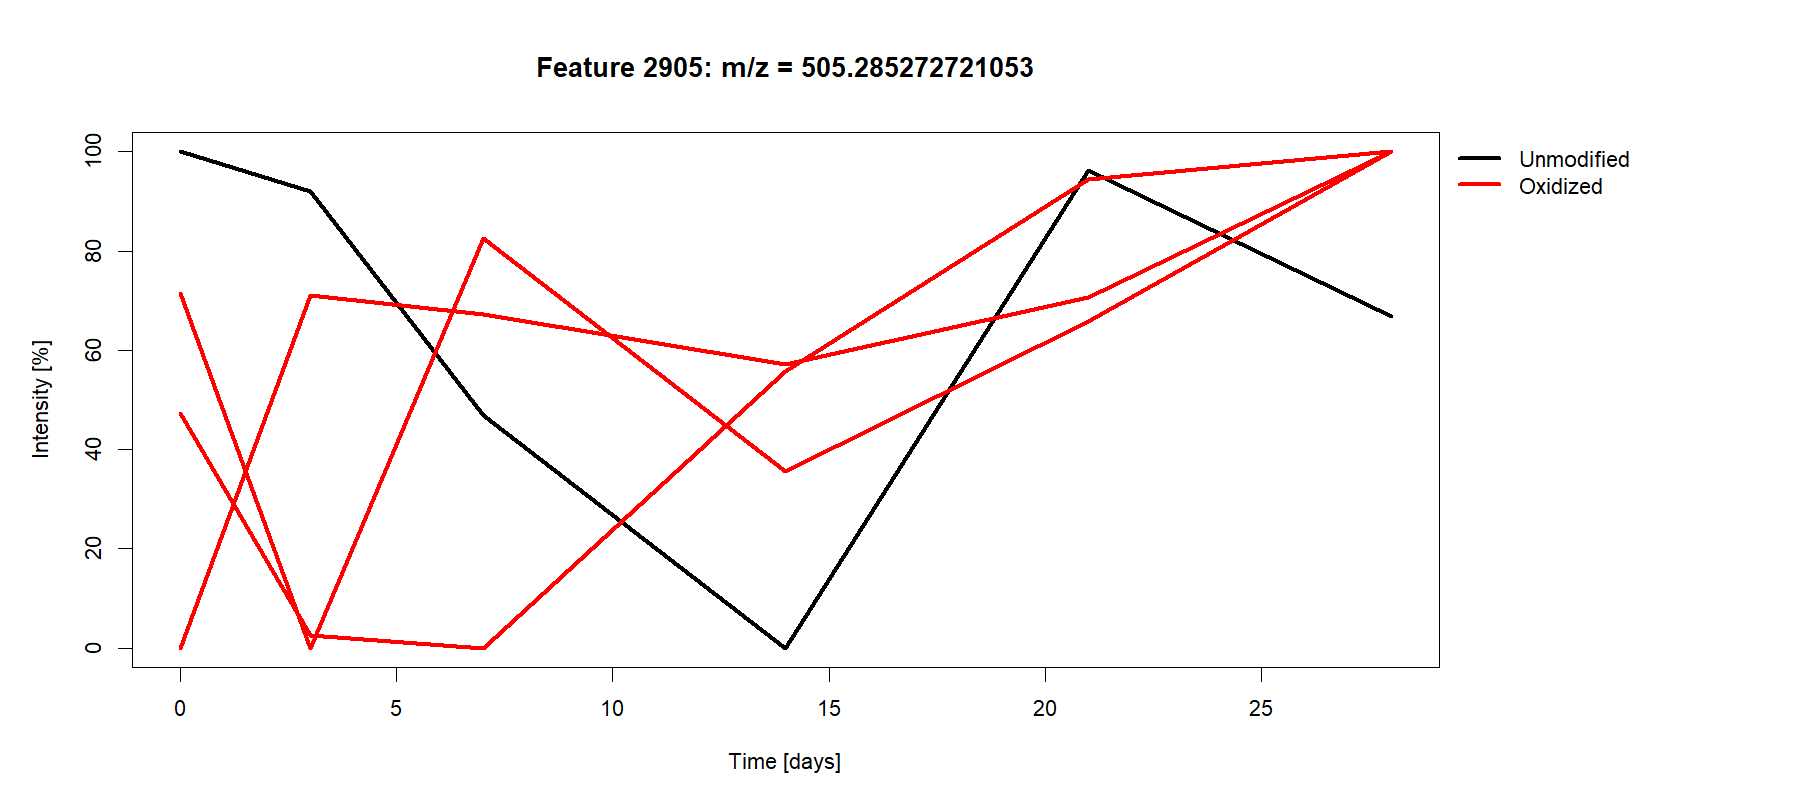 Feature 2905: m/z = 505.285272721053
Unmodified
Oxidized
100
80
60
40
20
0
Intensity [%]
0 5 10 15 20 25
Time [days]